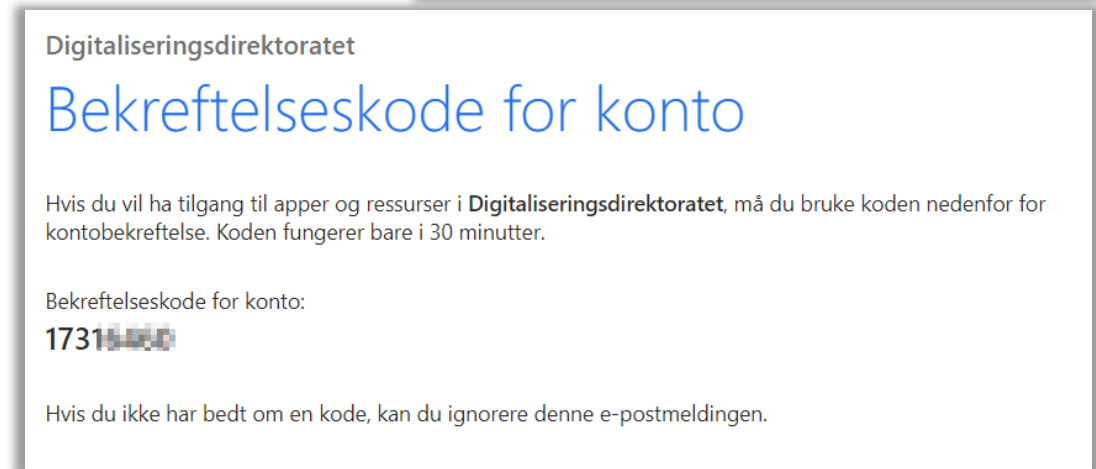 Digitaliseringsdirektoratet
Bekreftelseskode for konto
Hvis du vil ha tilgang til apper og ressurser i Digitaliseringsdirektoratet, må du bruke koden nedenfor for
kontobekreftelse. Koden fungerer bare i 30 minutter.
Bekreftelseskode for konto:
1731
Hvis du ikke har bedt om en kode, kan du ignorere denne e-postmeldingen.